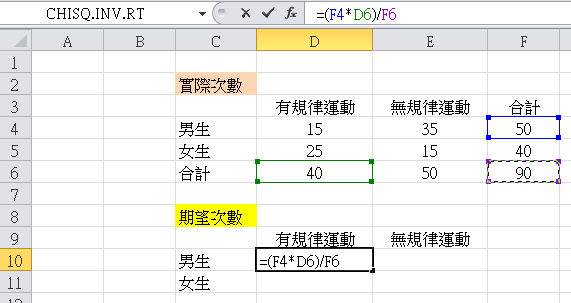 CHISQ.INV.RT fx =(F4*D6)/F6
A B C D E F
1
2 實際次數
3 有規律運動 無規律運動 合計
4 男生 15 35 50
5 女生 25 15 40
6 合計 40 50 90
7
8 期望次數
9 有規律運動 無規律運動
10 男生 =(F4*D6)/F6
11 女生